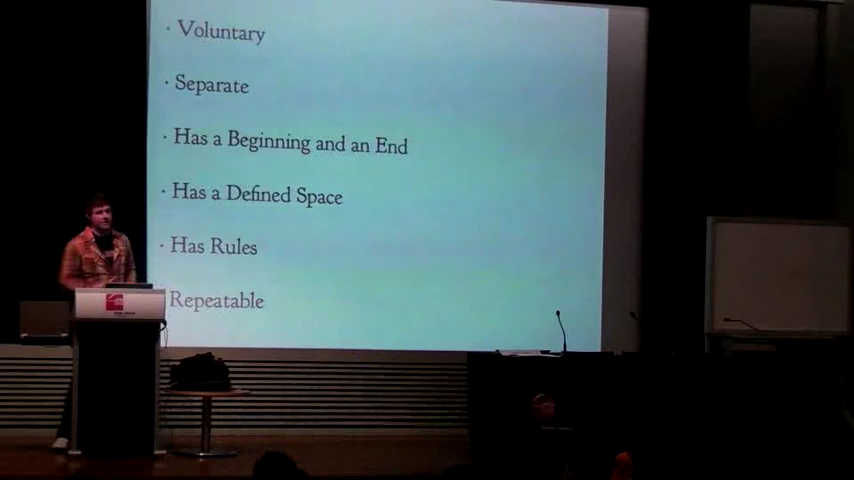 · Voluntary
· Separate
· Has a Beginning and an End
· Has a Defined Space
· Has Rules
Repeatable